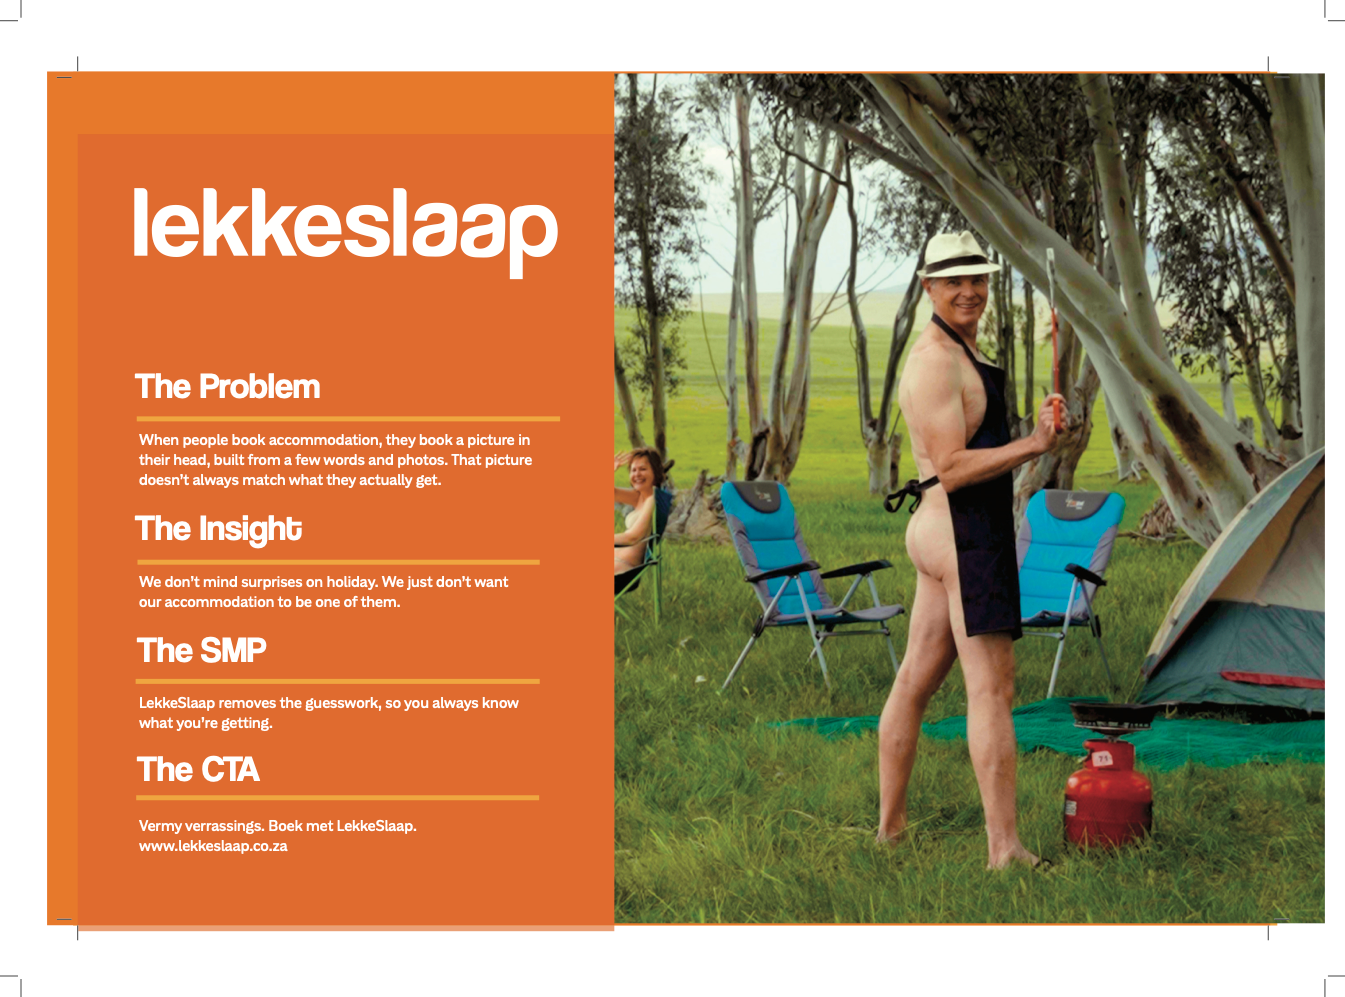 lekkeslaap
The Problem
When people book accommodation, they book a picture in
their head, built from a few words and photos. That picture
doesn't always match what they actually get.
The Insight
We don't mind surprises on holiday. We just don't want
our accommodation to be one of them.
The SMP
LekkeSlaap removes the guesswork, so you always know
what you're getting.
The CTA
Vermy verrassings. Boek met LekkeSlaap.
www.lekkeslaap.co.za